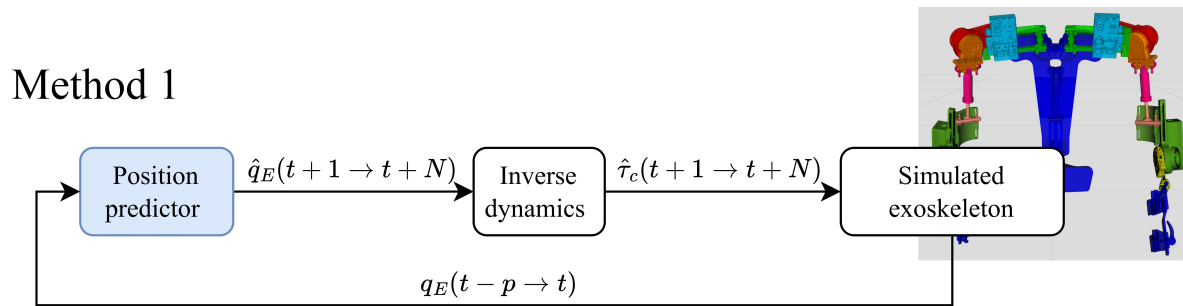 Method 1
Position
predictor
q̂_E(t + 1 → t + N)
Inverse
dynamics
τ̂_c(t + 1 → t + N)
Simulated
exoskeleton
q_E(t − p → t)